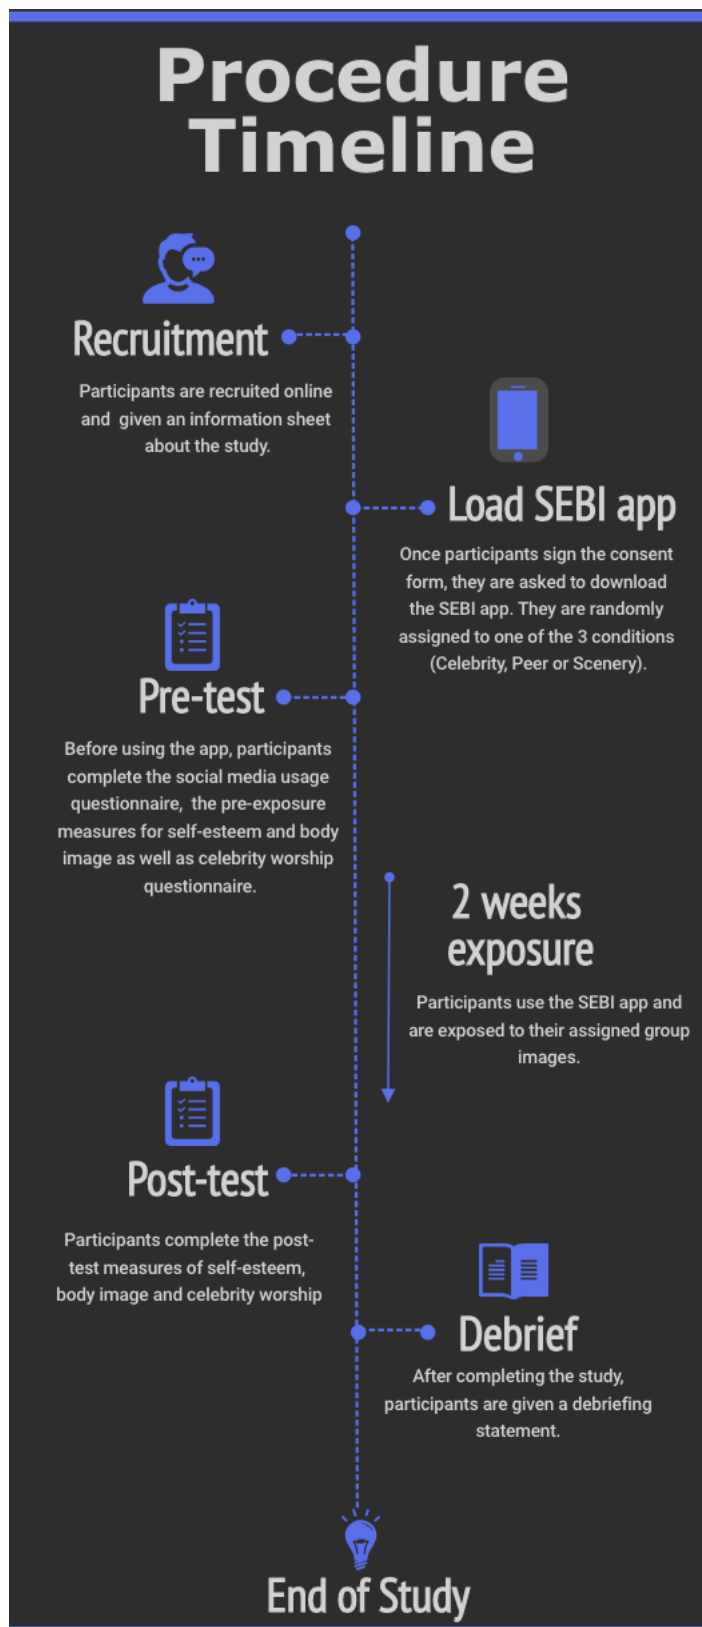 Procedure
Timeline
Recruitment
Participants are recruited online
and given an information sheet
about the study.
Load SEBI app
Once participants sign the consent
form, they are asked to download
the SEBI app. They are randomly
assigned to one of the 3 conditions
(Celebrity, Peer or Scenery).
Pre-test
Before using the app, participants
complete the social media usage
questionnaire, the pre-exposure
measures for self-esteem and body
image as well as celebrity worship
questionnaire.
2 weeks
exposure
Participants use the SEBI app and
are exposed to their assigned group
images.
Post-test
Participants complete the post-
test measures of self-esteem,
body image and celebrity worship
Debrief
After completing the study,
participants are given a debriefing
statement.
End of Study